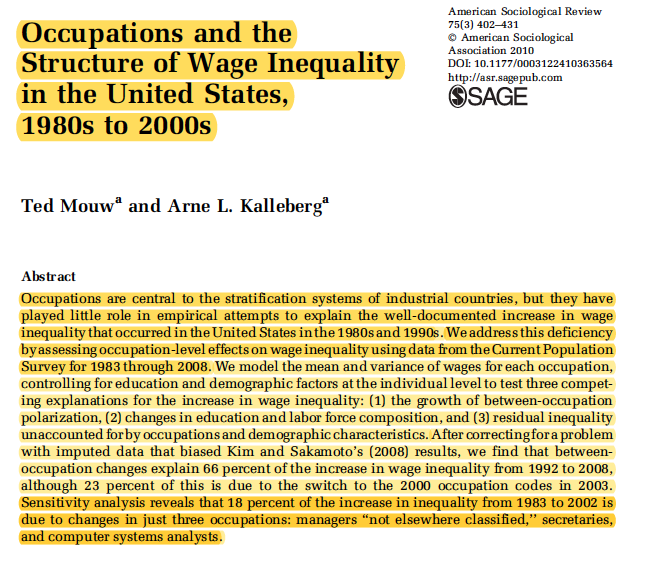 American Sociological Review
75(3) 402–431
© American Sociological
Association 2010
DOI: 10.1177/0003122410363564
http://asr.sagepub.com
SAGE
Occupations and the
Structure of Wage Inequality
in the United States,
1980s to 2000s
Ted Mouwa and Arne L. Kalleberga
Abstract
Occupations are central to the stratification systems of industrial countries, but they have
played little role in empirical attempts to explain the well-documented increase in wage
inequality that occurred in the United States in the 1980s and 1990s. We address this deficiency
by assessing occupation-level effects on wage inequality using data from the Current Population
Survey for 1983 through 2008. We model the mean and variance of wages for each occupation,
controlling for education and demographic factors at the individual level to test three compet-
ing explanations for the increase in wage inequality: (1) the growth of between-occupation
polarization, (2) changes in education and labor force composition, and (3) residual inequality
unaccounted for by occupations and demographic characteristics. After correcting for a problem
with imputed data that biased Kim and Sakamoto's (2008) results, we find that between-
occupation changes explain 66 percent of the increase in wage inequality from 1992 to 2008,
although 23 percent of this is due to the switch to the 2000 occupation codes in 2003.
Sensitivity analysis reveals that 18 percent of the increase in inequality from 1983 to 2002 is
due to changes in just three occupations: managers “not elsewhere classified,’’ secretaries,
and computer systems analysts.